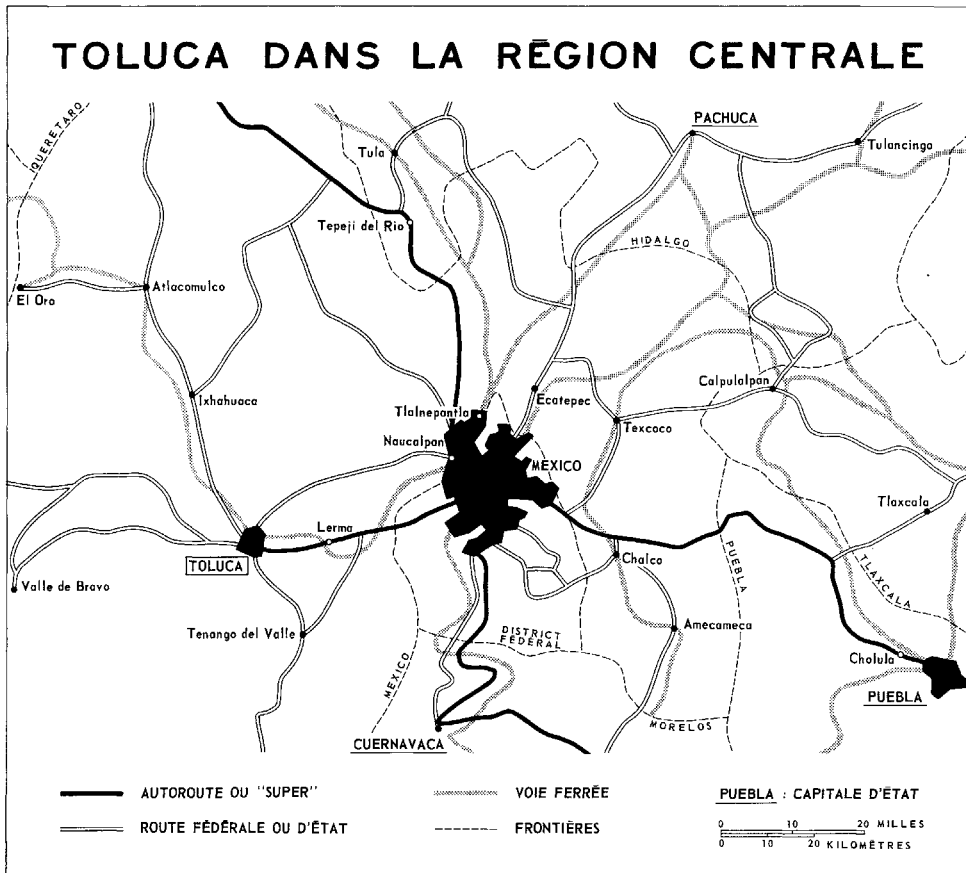 TOLUCA DANS LA RÉGION CENTRALE
QUERETARO
PACHUCA
Tula
Tulancinga
Tepeji del Rio
HIDALGO
El Oro
Atlacomulco
Ixhahuaca
Ecatepec
Calpulalpan
Tlalnepantla
Texcoco
Naucalpan
MEXICO
Tlaxcala
Lerma
TOLUCA
Chalco
Valle de Bravo
PUEBLA
TLAXCALA
Amecameca
Tenango del Valle
DISTRICT
FÉDÉRAL
Cholula
MEXICO
PUEBLA
MORELOS
CUERNAVACA
AUTOROUTE OU "SUPER"
VOIE FERRÉE
PUEBLA : CAPITALE D'ÉTAT
ROUTE FÉDÉRALE OU D'ÉTAT
FRONTIÈRES
0 10 20 MILLES
0 10 20 KILOMÈTRES